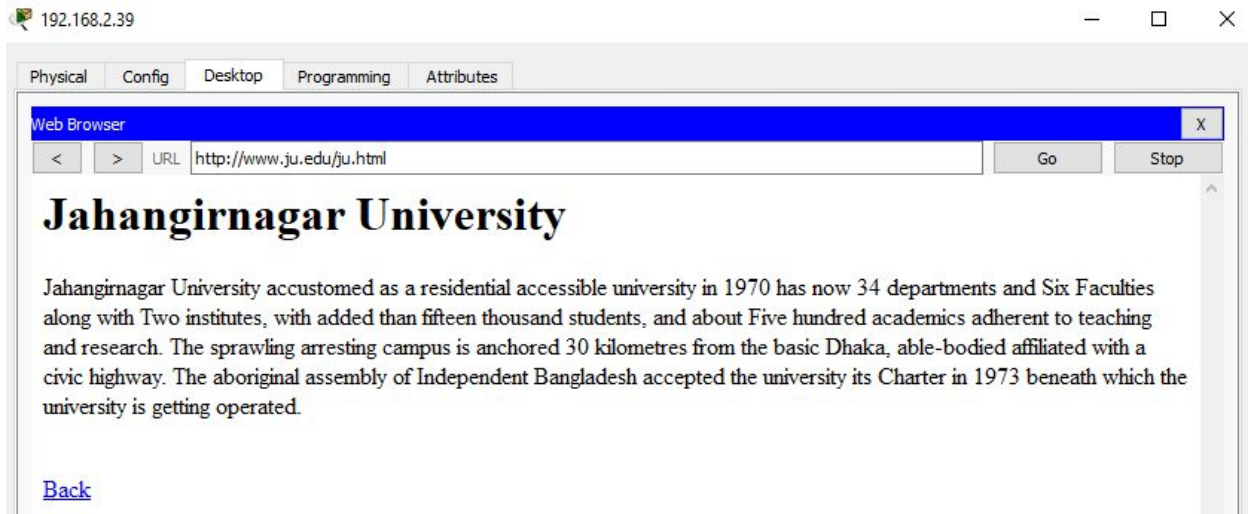 192.168.2.39
Physical Config Desktop Programming Attributes
Web Browser X
< > URL http://www.ju.edu/ju.html Go Stop
Jahangirnagar University
Jahangirnagar University accustomed as a residential accessible university in 1970 has now 34 departments and Six Faculties
along with Two institutes, with added than fifteen thousand students, and about Five hundred academics adherent to teaching
and research. The sprawling arresting campus is anchored 30 kilometres from the basic Dhaka, able-bodied affiliated with a
civic highway. The aboriginal assembly of Independent Bangladesh accepted the university its Charter in 1973 beneath which the
university is getting operated.
Back